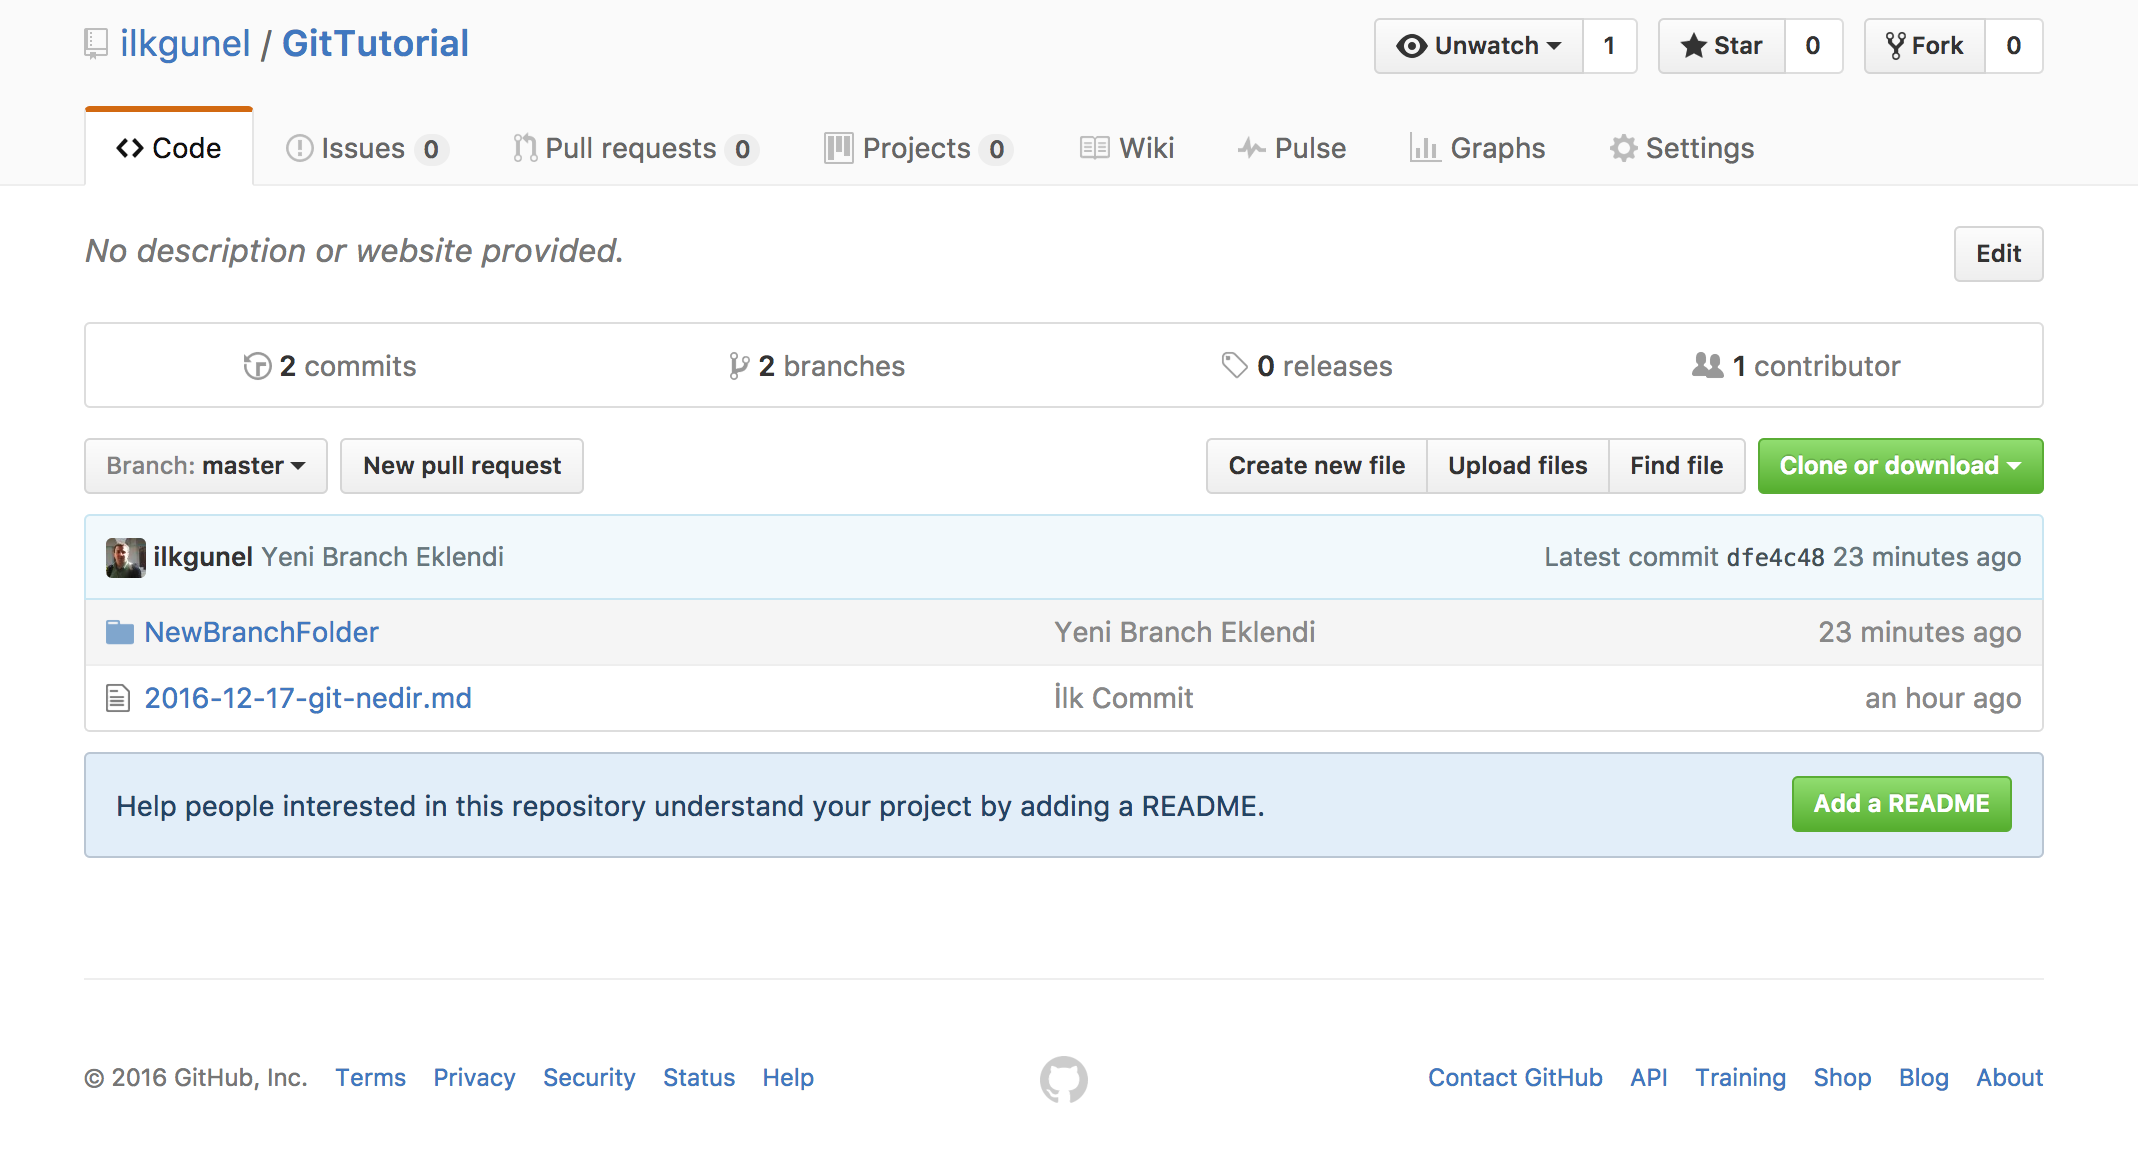 ilkgunel / GitTutorial
Unwatch 1 Star 0 Fork 0
Code Issues 0 Pull requests 0 Projects 0 Wiki Pulse Graphs Settings
No description or website provided.
Edit
2 commits 2 branches 0 releases 1 contributor
Branch: master New pull request Create new file Upload files Find file Clone or download
ilkgunel Yeni Branch Eklendi Latest commit dfe4c48 23 minutes ago
NewBranchFolder Yeni Branch Eklendi 23 minutes ago
2016-12-17-git-nedir.md İlk Commit an hour ago
Help people interested in this repository understand your project by adding a README. Add a README
© 2016 GitHub, Inc. Terms Privacy Security Status Help Contact GitHub API Training Shop Blog About